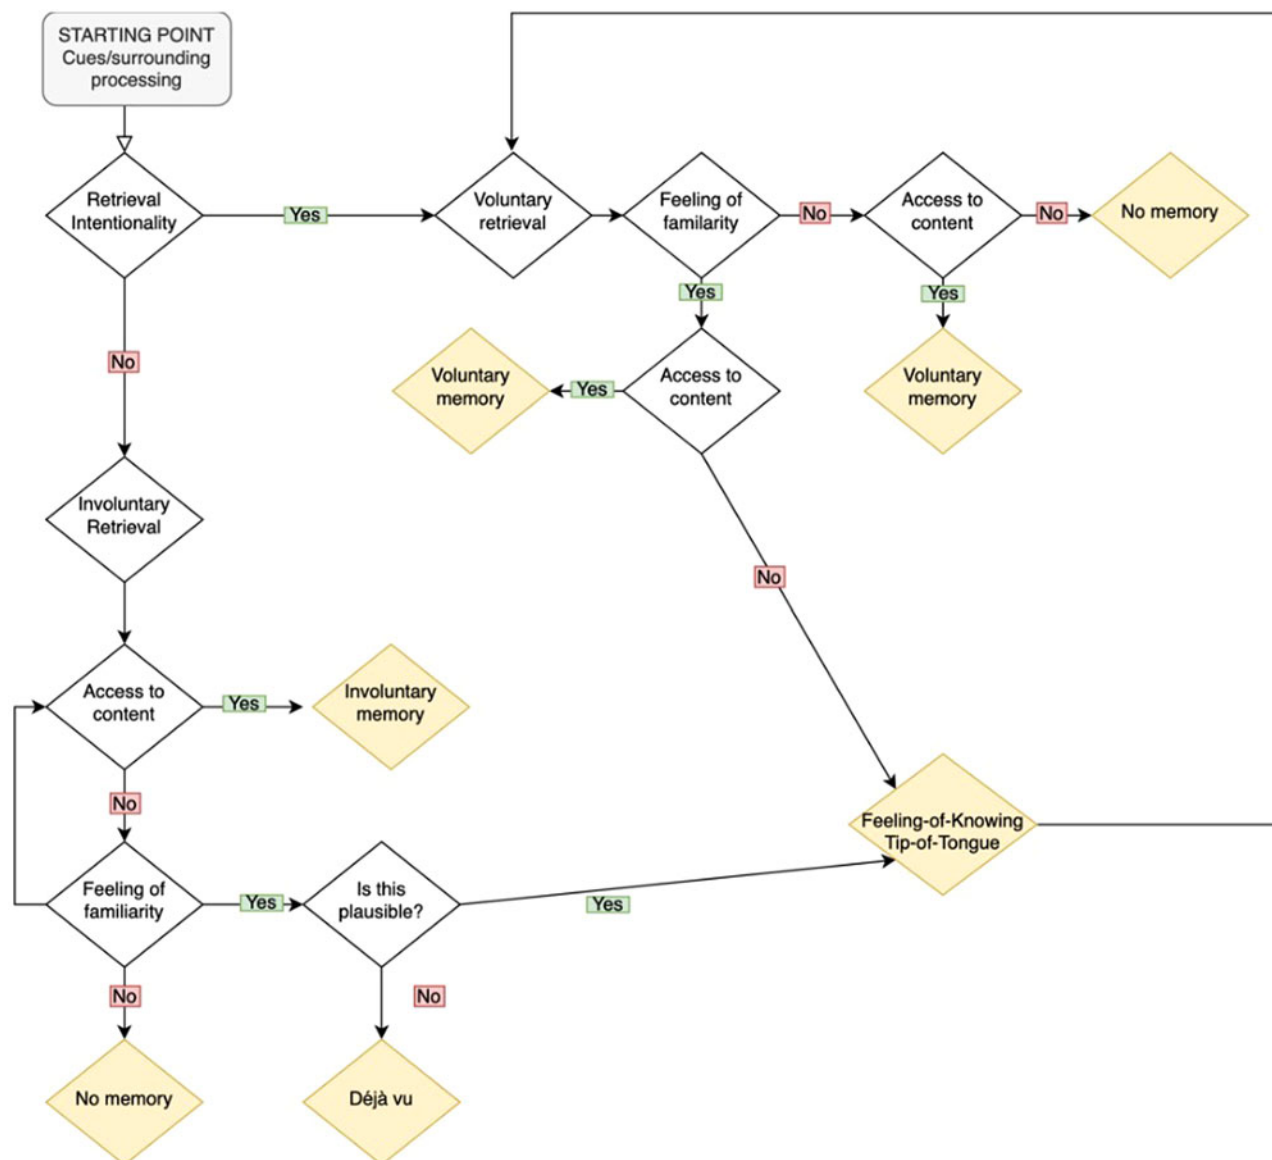 STARTING POINT
Cues/surrounding
processing
Retrieval
Intentionality
Yes
Voluntary
retrieval
Feeling of
familarity
No
Access to
content
No
No memory
Yes
Yes
No
Voluntary
memory
Yes
Access to
content
Voluntary
memory
Involuntary
Retrieval
No
Access to
content
Yes
Involuntary
memory
No
Feeling-of-Knowing
Tip-of-Tongue
Feeling of
familiarity
Yes
Is this
plausible?
Yes
No
No
No memory
Déjà vu